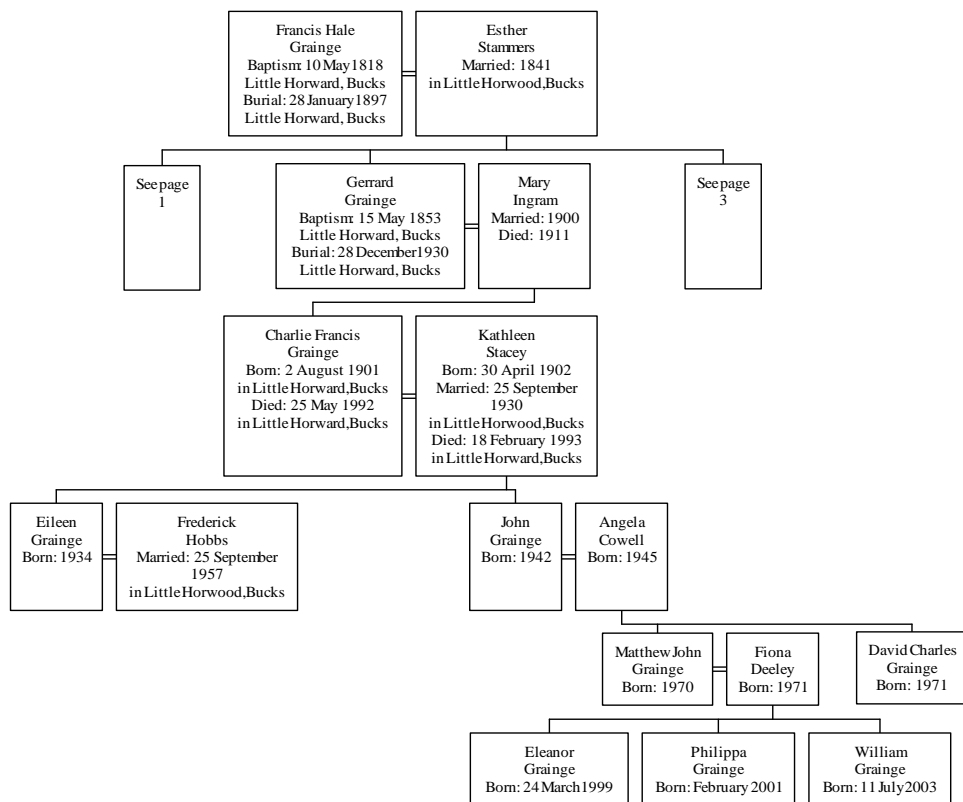 Francis Hale
Grainge
Baptism: 10 May 1818
Little Horward, Bucks
Burial: 28 January 1897
Little Horward, Bucks
Esther
Stammers
Married: 1841
in Little Horwood, Bucks
See page
1
Gerrard
Grainge
Baptism: 15 May 1853
Little Horward, Bucks
Burial: 28 December 1930
Little Horward, Bucks
Mary
Ingram
Married: 1900
Died: 1911
See page
3
Charlie Francis
Grainge
Born: 2 August 1901
in Little Horward, Bucks
Died: 25 May 1992
in Little Horward, Bucks
Kathleen
Stacey
Born: 30 April 1902
Married: 25 September
1930
in Little Horwood, Bucks
Died: 18 February 1993
in Little Horward, Bucks
Eileen
Grainge
Born: 1934
Frederick
Hobbs
Married: 25 September
1957
in Little Horwood, Bucks
John
Grainge
Born: 1942
Angela
Cowell
Born: 1945
Matthew John
Grainge
Born: 1970
Fiona
Deeley
Born: 1971
David Charles
Grainge
Born: 1971
Eleanor
Grainge
Born: 24 March 1999
Philippa
Grainge
Born: February 2001
William
Grainge
Born: 11 July 2003